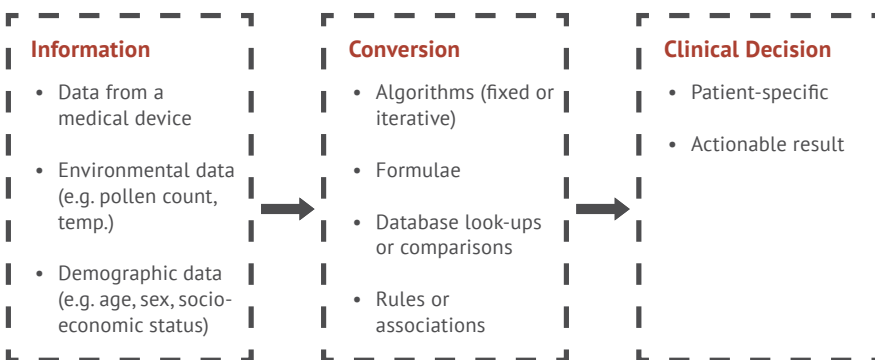 Information
• Data from a
medical device
• Environmental data
(e.g. pollen count,
temp.)
• Demographic data
(e.g. age, sex, socio-
economic status)
Conversion
• Algorithms (fixed or
iterative)
• Formulae
• Database look-ups
or comparisons
• Rules or
associations
Clinical Decision
• Patient-specific
• Actionable result